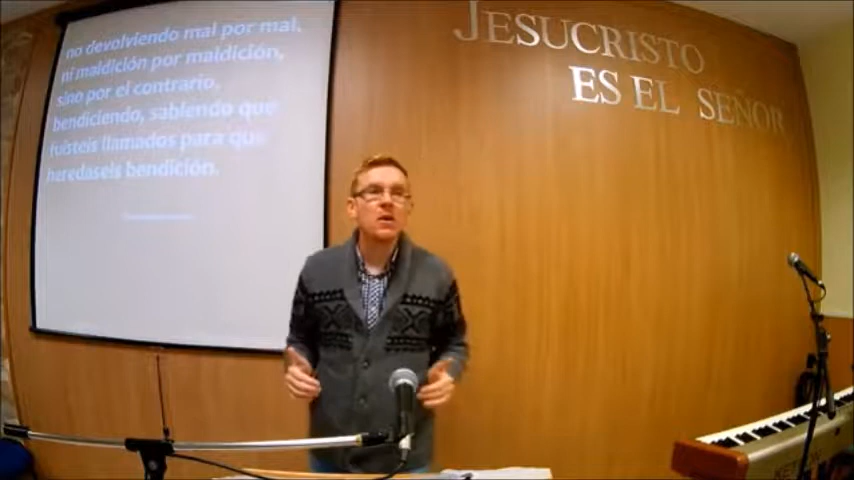 no devolviendo mal por mal,
ni maldición por maldición,
sino por el contrario,
bendiciendo, sabiendo que
fuisteis llamados para que
heredaseis bendición.
JESUCRISTO
ES EL SEÑOR
KETRON